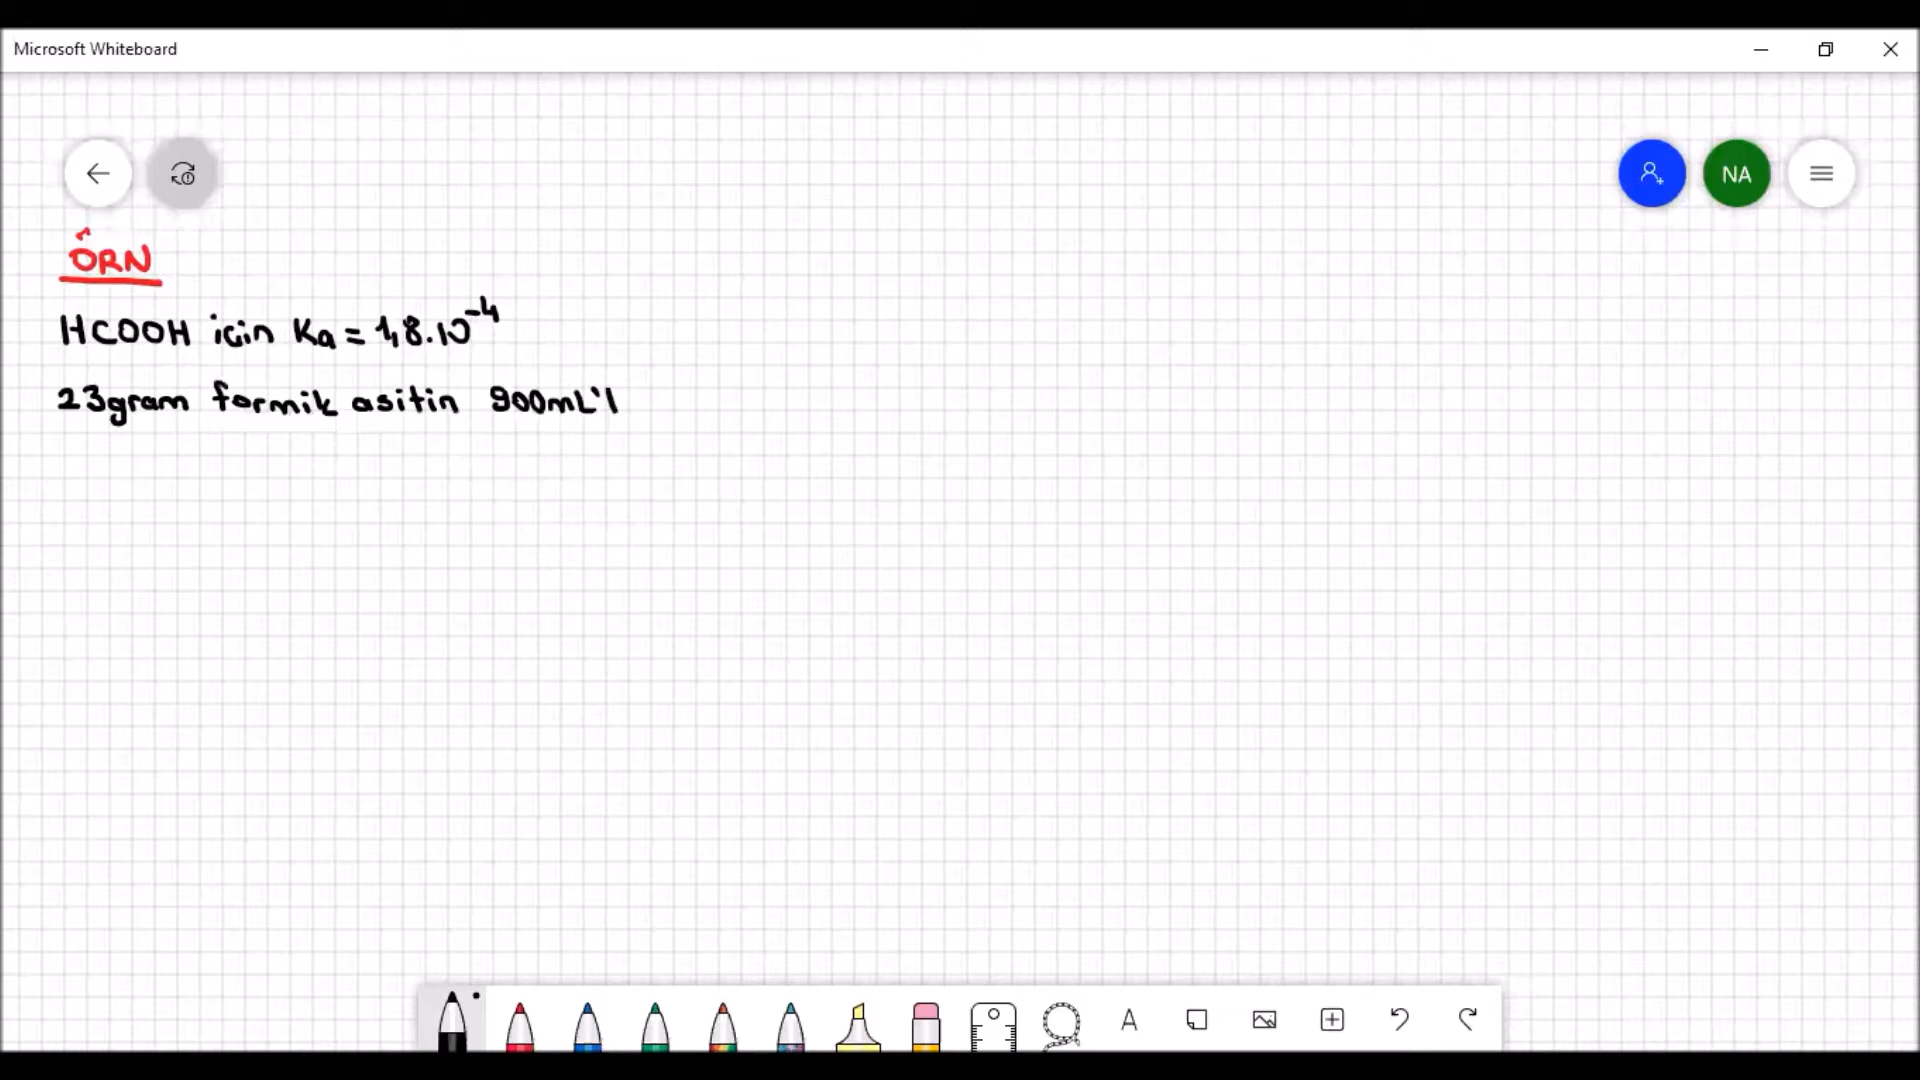 Microsoft Whiteboard
NA
ÖRN
HCOOH için Ka = 1,8.10⁻⁴
23gram formik asitin 900mL'l
A